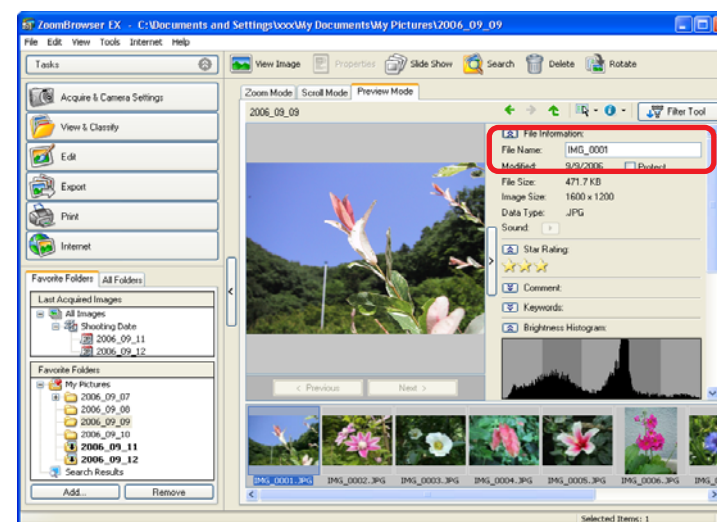 ZoomBrowser EX - C:\Documents and Settings\xxx\My Documents\My Pictures\2006_09_09
File Edit View Tools Internet Help
Tasks
View Image Properties Slide Show Search Delete Rotate
Acquire & Camera Settings
View & Classify
Edit
Export
Print
Internet
Zoom Mode Scroll Mode Preview Mode
2006_09_09
Filter Tool
File Information:
File Name: IMG_0001
Modified: 9/9/2006 Protect
File Size: 471.7 KB
Image Size: 1600 x 1200
Data Type: .JPG
Sound:
Star Rating:
Comment:
Keywords:
Brightness Histogram:
Favorite Folders All Folders
Last Acquired Images
All Images
Shooting Date
2006_09_11
2006_09_12
Favorite Folders
My Pictures
2006_09_07
2006_09_08
2006_09_09
2006_09_10
2006_09_11
2006_09_12
Search Results
Add... Remove
< Previous Next >
IMG_0001.JPG IMG_0002.JPG IMG_0003.JPG IMG_0004.JPG IMG_0005.JPG IMG_0006.JPG IMG_
Selected Items: 1